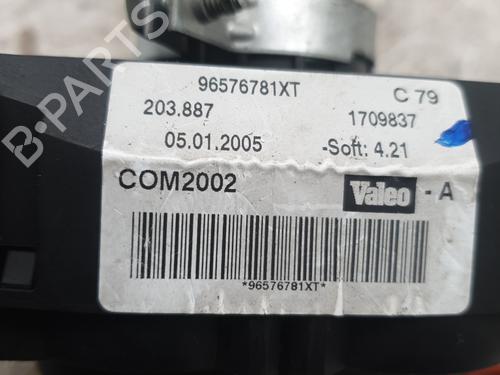 96576781XT C 79
203.887 1709837
05.01.2005 -Soft: 4.21
COM2002 Valeo - A
*96576781XT*
B-PARTS